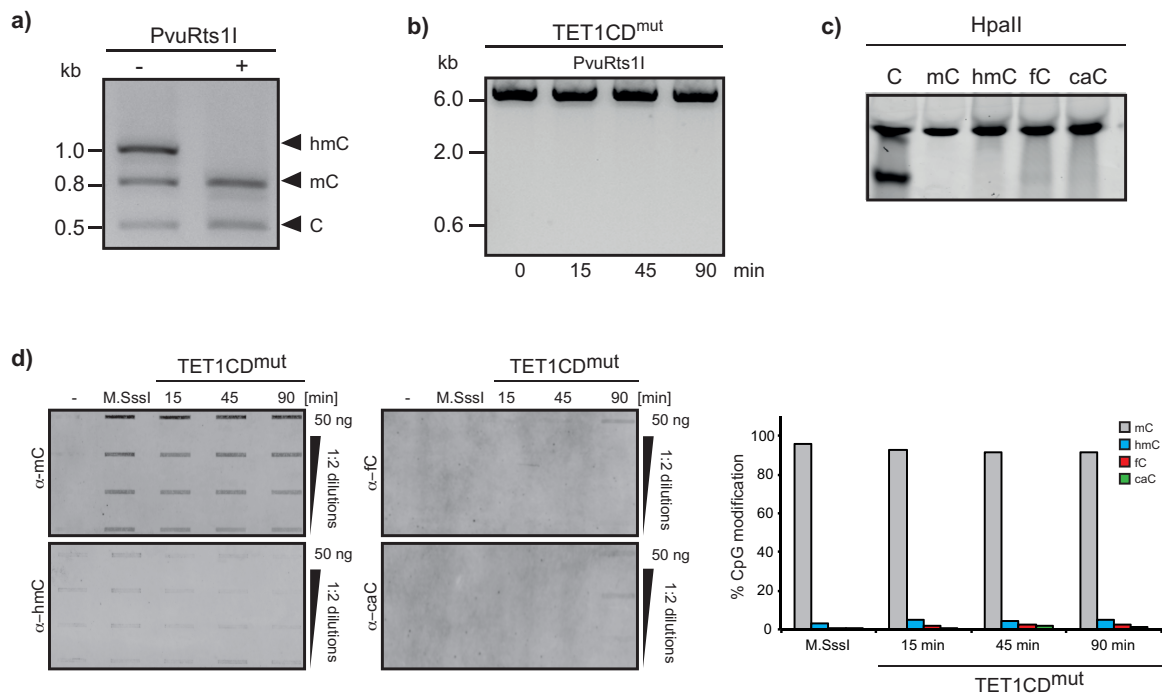 a)
PvuRts1I
kb - +
1.0
0.8
0.5
hmC
mC
C
b)
TET1CDmut
PvuRts1I
kb
6.0
2.0
0.6
0 15 45 90 min
c)
HpaII
C mC hmC fC caC
d)
TET1CDmut
- M.SssI 15 45 90 [min]
α-mC
50 ng
1:2 dilutions
α-hmC
50 ng
1:2 dilutions
TET1CDmut
- M.SssI 15 45 90 [min]
α-fC
50 ng
1:2 dilutions
α-caC
50 ng
1:2 dilutions
% CpG modification
100
80
60
40
20
0
mC
hmC
fC
caC
M.SssI 15 min 45 min 90 min
TET1CDmut